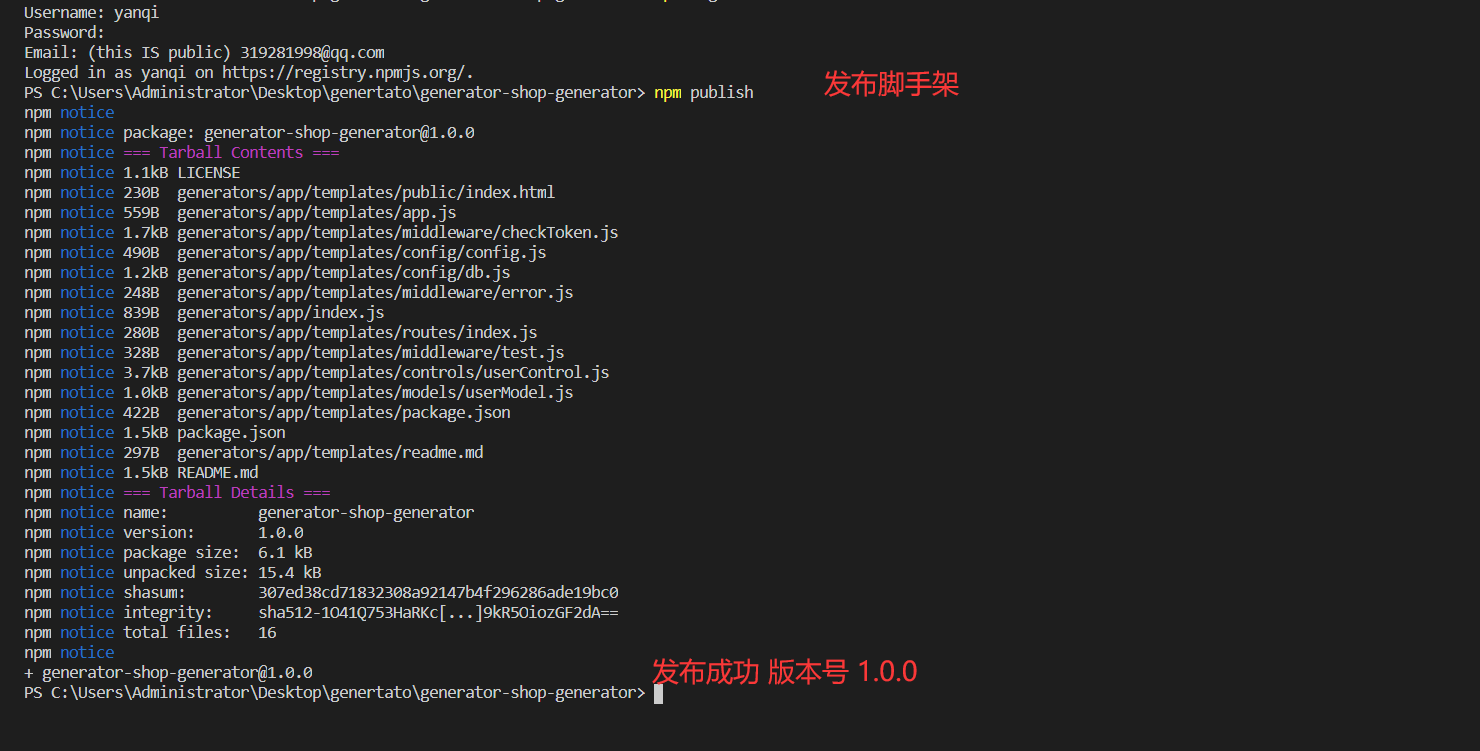 Username: yanqi
Password:
Email: (this IS public) 319281998@qq.com
Logged in as yanqi on https://registry.npmjs.org/.
PS C:\Users\Administrator\Desktop\genertato\generator-shop-generator> npm publish 发布脚手架
npm notice
npm notice package: generator-shop-generator@1.0.0
npm notice === Tarball Contents ===
npm notice 1.1kB LICENSE
npm notice 230B  generators/app/templates/public/index.html
npm notice 559B  generators/app/templates/app.js
npm notice 1.7kB generators/app/templates/middleware/checkToken.js
npm notice 490B  generators/app/templates/config/config.js
npm notice 1.2kB generators/app/templates/config/db.js
npm notice 248B  generators/app/templates/middleware/error.js
npm notice 839B  generators/app/index.js
npm notice 280B  generators/app/templates/routes/index.js
npm notice 328B  generators/app/templates/middleware/test.js
npm notice 3.7kB generators/app/templates/controls/userControl.js
npm notice 1.0kB generators/app/templates/models/userModel.js
npm notice 422B  generators/app/templates/package.json
npm notice 1.5kB package.json
npm notice 297B  generators/app/templates/readme.md
npm notice 1.5kB README.md
npm notice === Tarball Details ===
npm notice name:          generator-shop-generator
npm notice version:       1.0.0
npm notice package size:  6.1 kB
npm notice unpacked size: 15.4 kB
npm notice shasum:        307ed38cd71832308a92147b4f296286ade19bc0
npm notice integrity:     sha512-1O41Q753HaRKc[...]9kR5OiozGF2dA==
npm notice total files:   16
npm notice
+ generator-shop-generator@1.0.0
发布成功 版本号 1.0.0
PS C:\Users\Administrator\Desktop\genertato\generator-shop-generator>